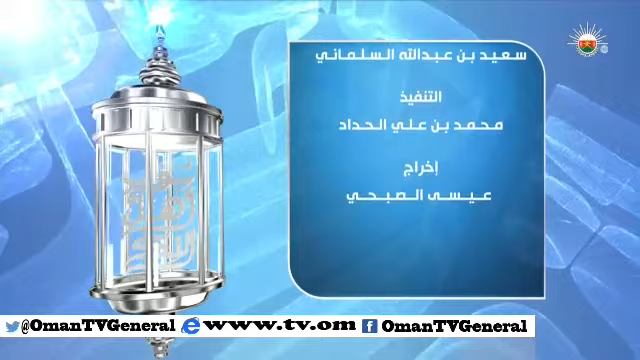 سعيد بن عبدالله السلماني
التنفيذ
محمد بن علي الحداد
إخراج
عيسى الصبحي
@OmanTVGeneral www.tv.om OmanTVGeneral